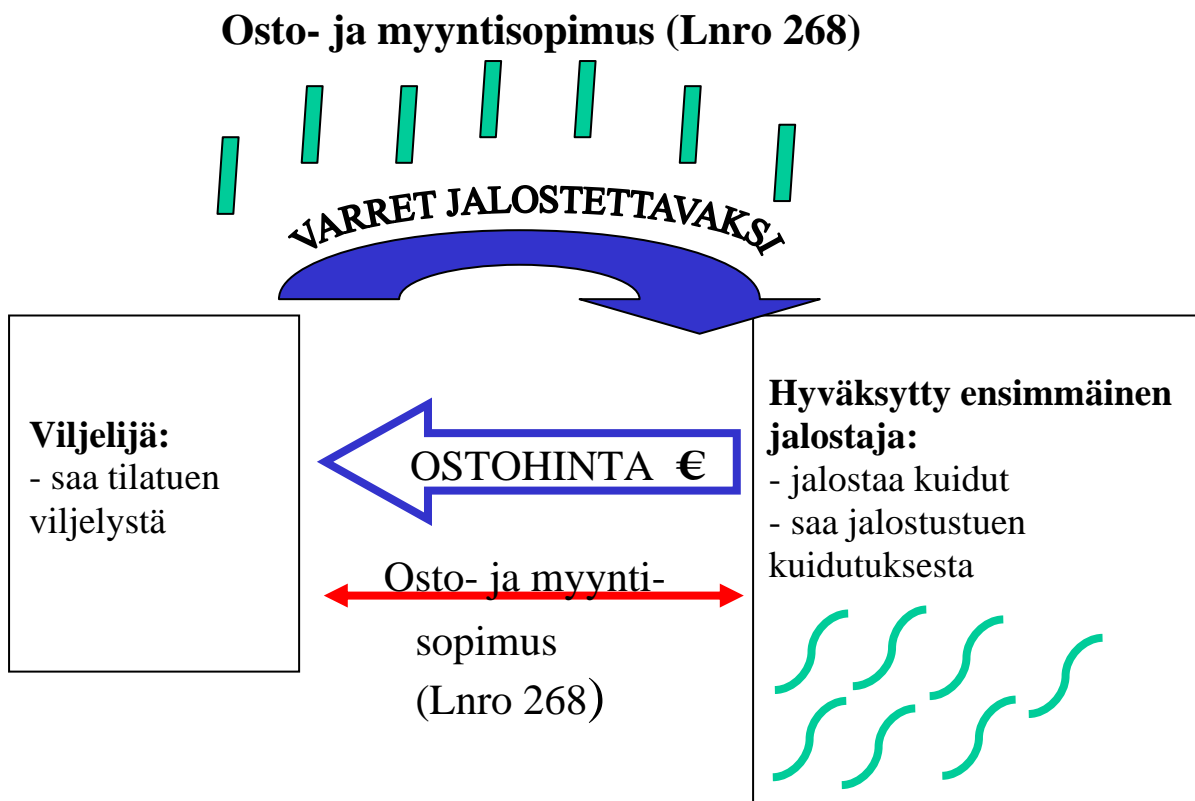 Osto- ja myyntisopimus (Lnro 268)
VARRET JALOSTETTAVAKSI
Viljelijä:
- saa tilatuen
viljelystä
OSTOHINTA €
Osto- ja myynti-
sopimus
(Lnro 268)
Hyväksytty ensimmäinen
jalostaja:
- jalostaa kuidut
- saa jalostustuen
kuidutuksesta